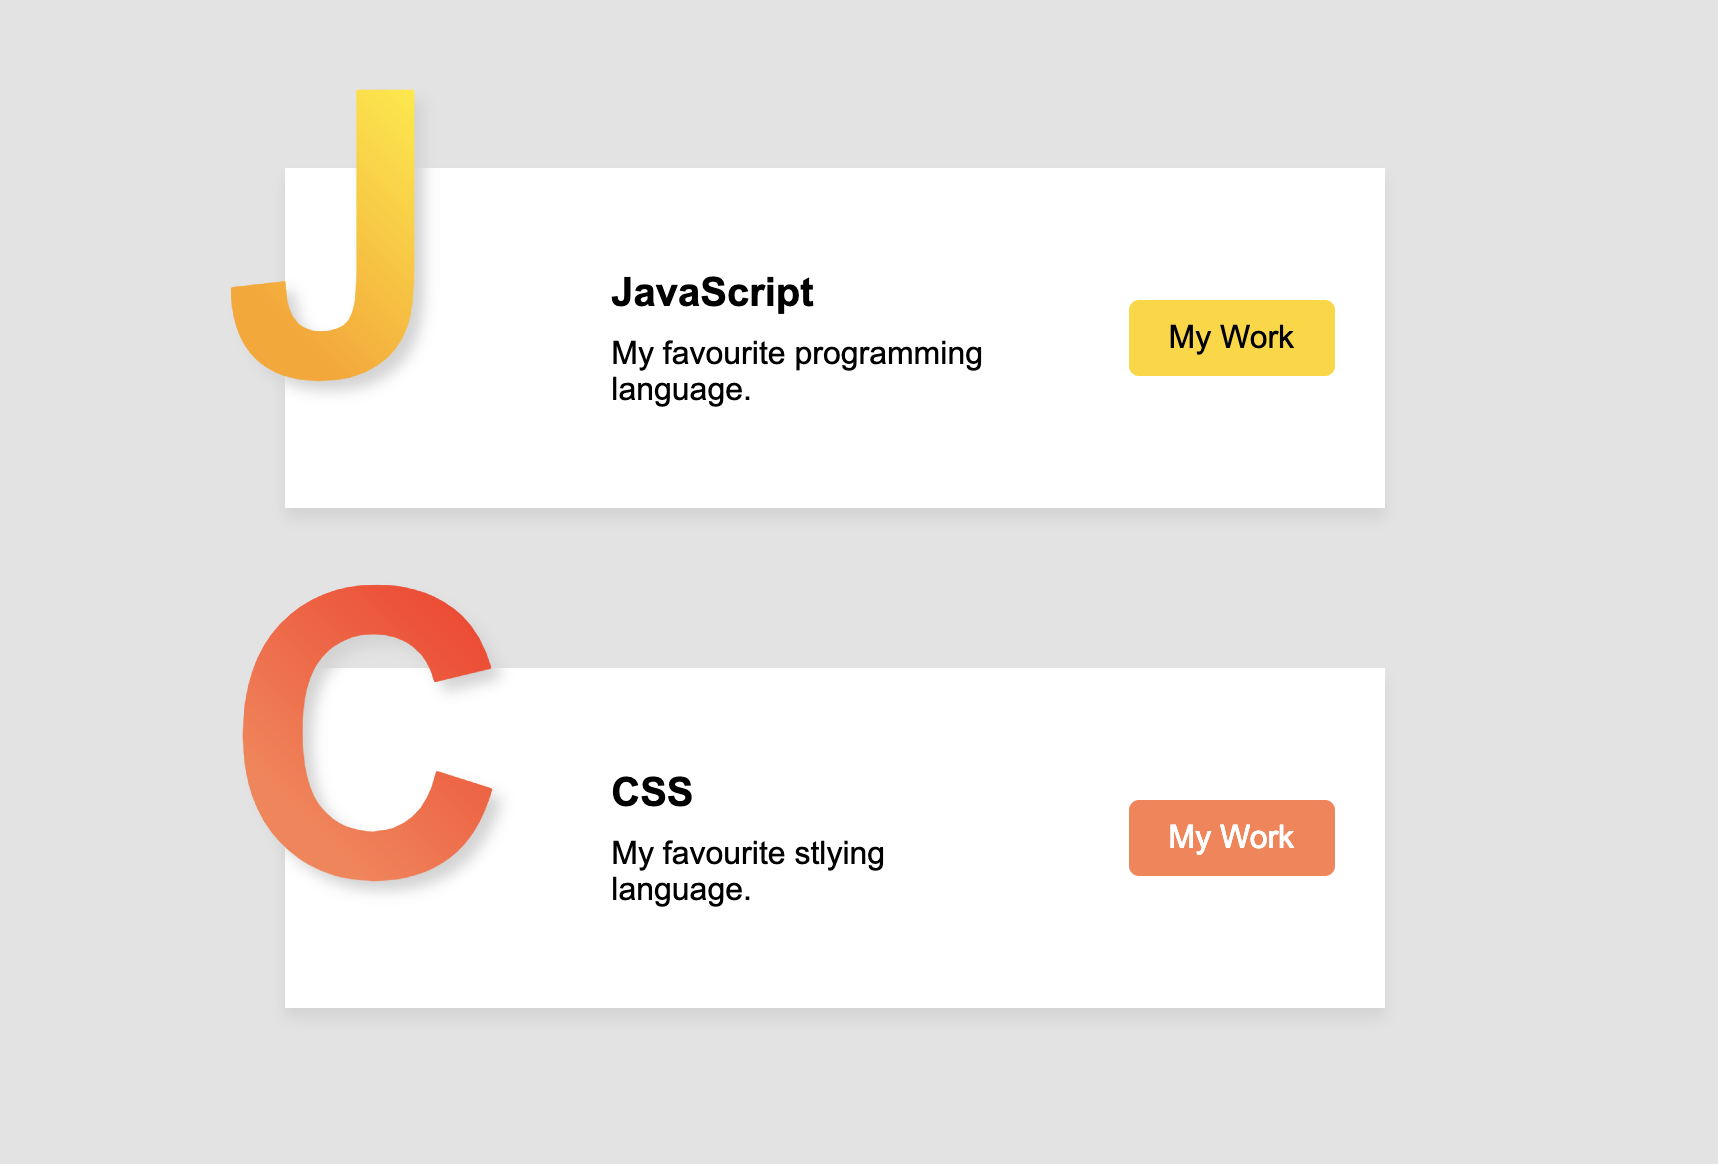 J
JavaScript
My favourite programming
language.
My Work
C
CSS
My favourite stlying
language.
My Work